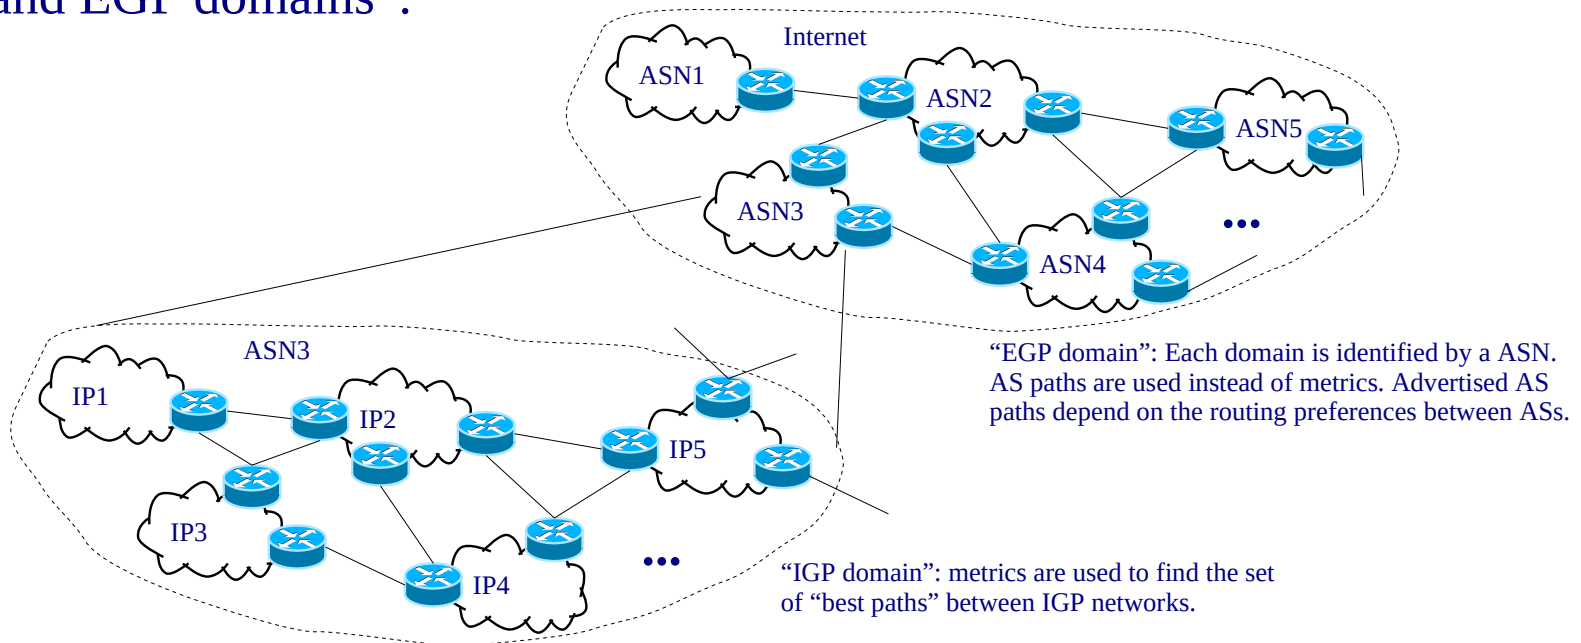 and EGP domains”:
Internet
ASN1
ASN2
ASN5
ASN3
ASN4
...
“EGP domain”: Each domain is identified by a ASN.
AS paths are used instead of metrics. Advertised AS
paths depend on the routing preferences between ASs.
ASN3
IP1
IP2
IP5
IP3
IP4
...
“IGP domain”: metrics are used to find the set
of “best paths” between IGP networks.